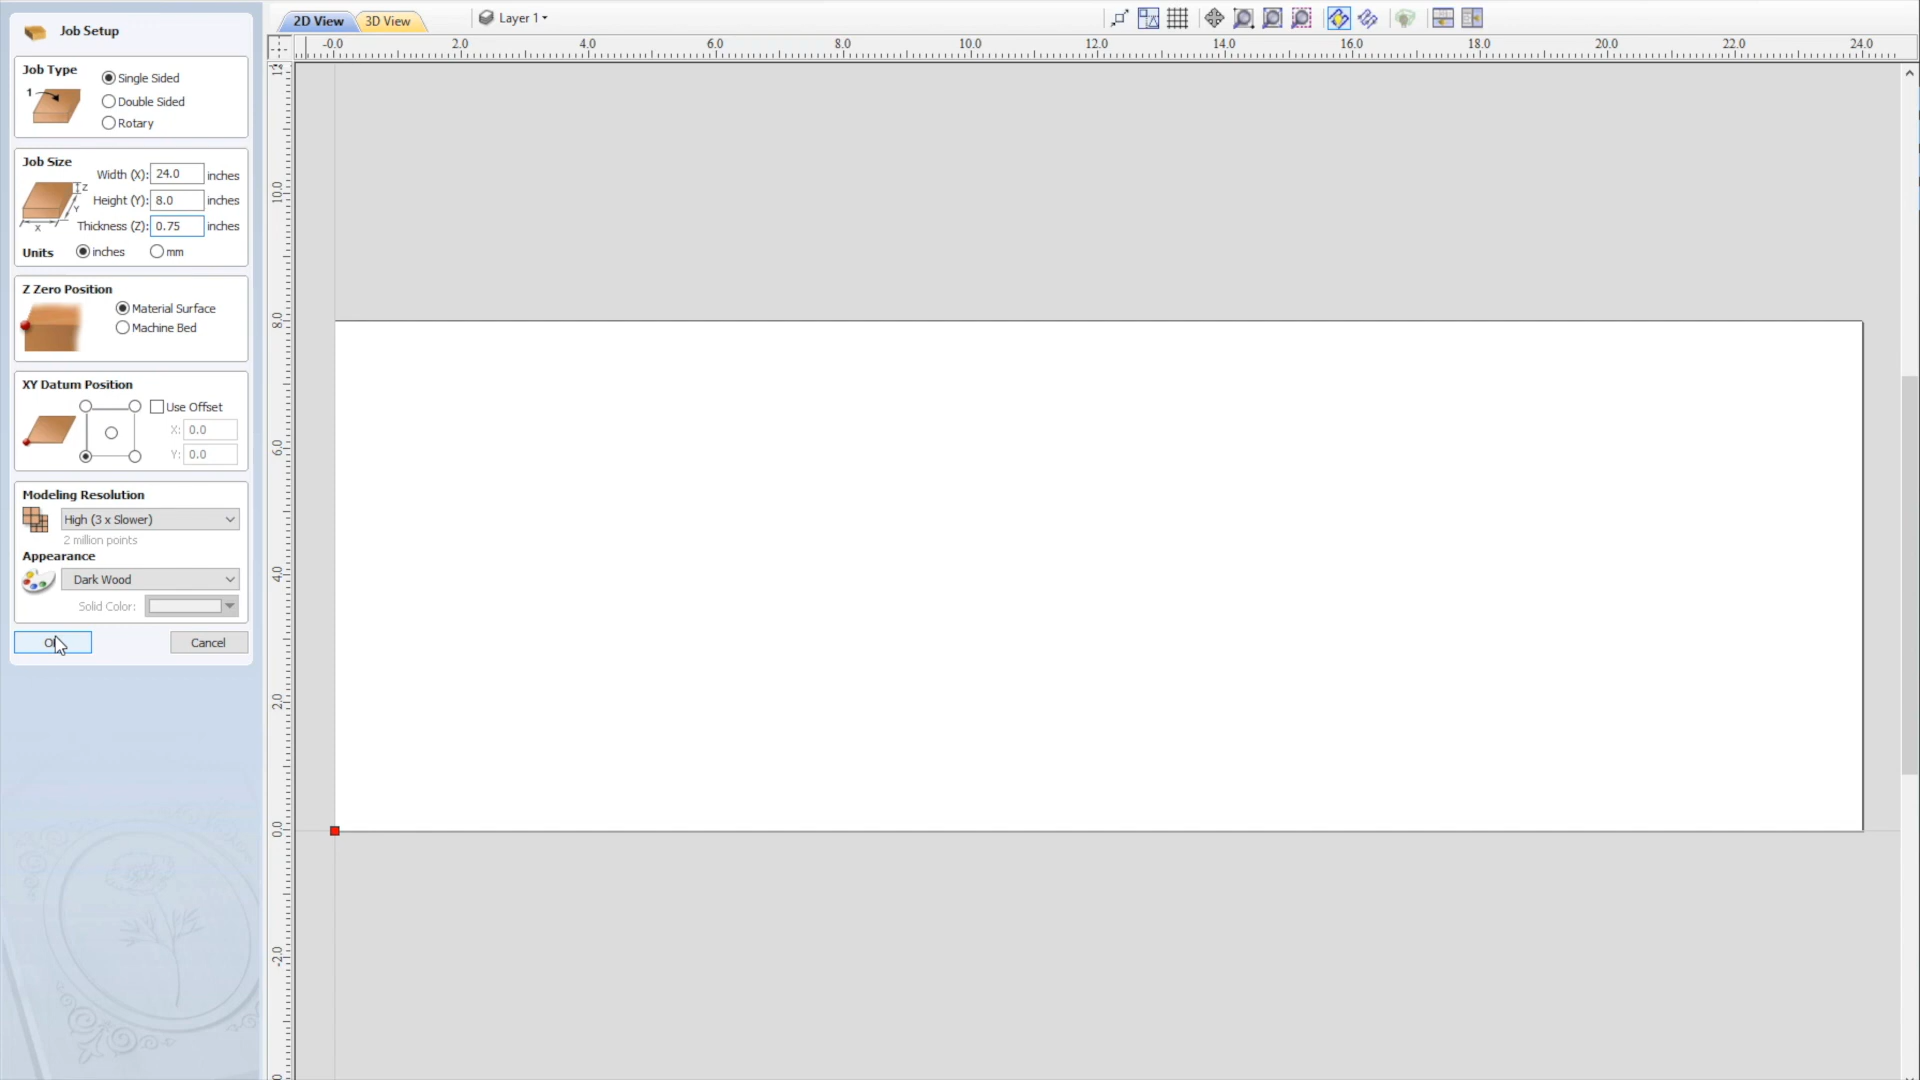 Job Setup
2D View
3D View
Layer 1
-0.0 2.0 4.0 6.0 8.0 10.0 12.0 14.0 16.0 18.0 20.0 22.0 24.0
Job Type
1
Single Sided
Double Sided
Rotary
Job Size
Width (X): 24.0 inches
Height (Y): 8.0 inches
Thickness (Z): 0.75 inches
Z
Y
X
Units inches mm
Z Zero Position
Material Surface
Machine Bed
XY Datum Position
Use Offset
X: 0.0
Y: 0.0
Modeling Resolution
High (3 x Slower)
2 million points
Appearance
Dark Wood
Solid Color:
Cancel
10.0
8.0
6.0
4.0
2.0
0.0
-2.0